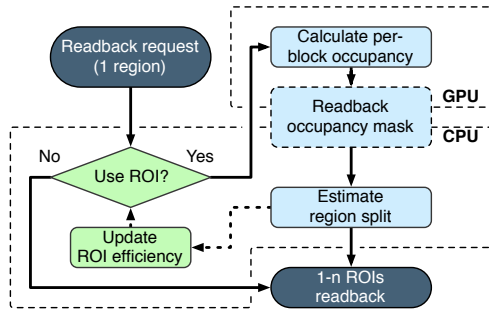 Readback request
(1 region)
Calculate per-
block occupancy
GPU
Readback
occupancy mask
CPU
No
Yes
Use ROI?
Estimate
region split
Update
ROI efficiency
1-n ROIs
readback